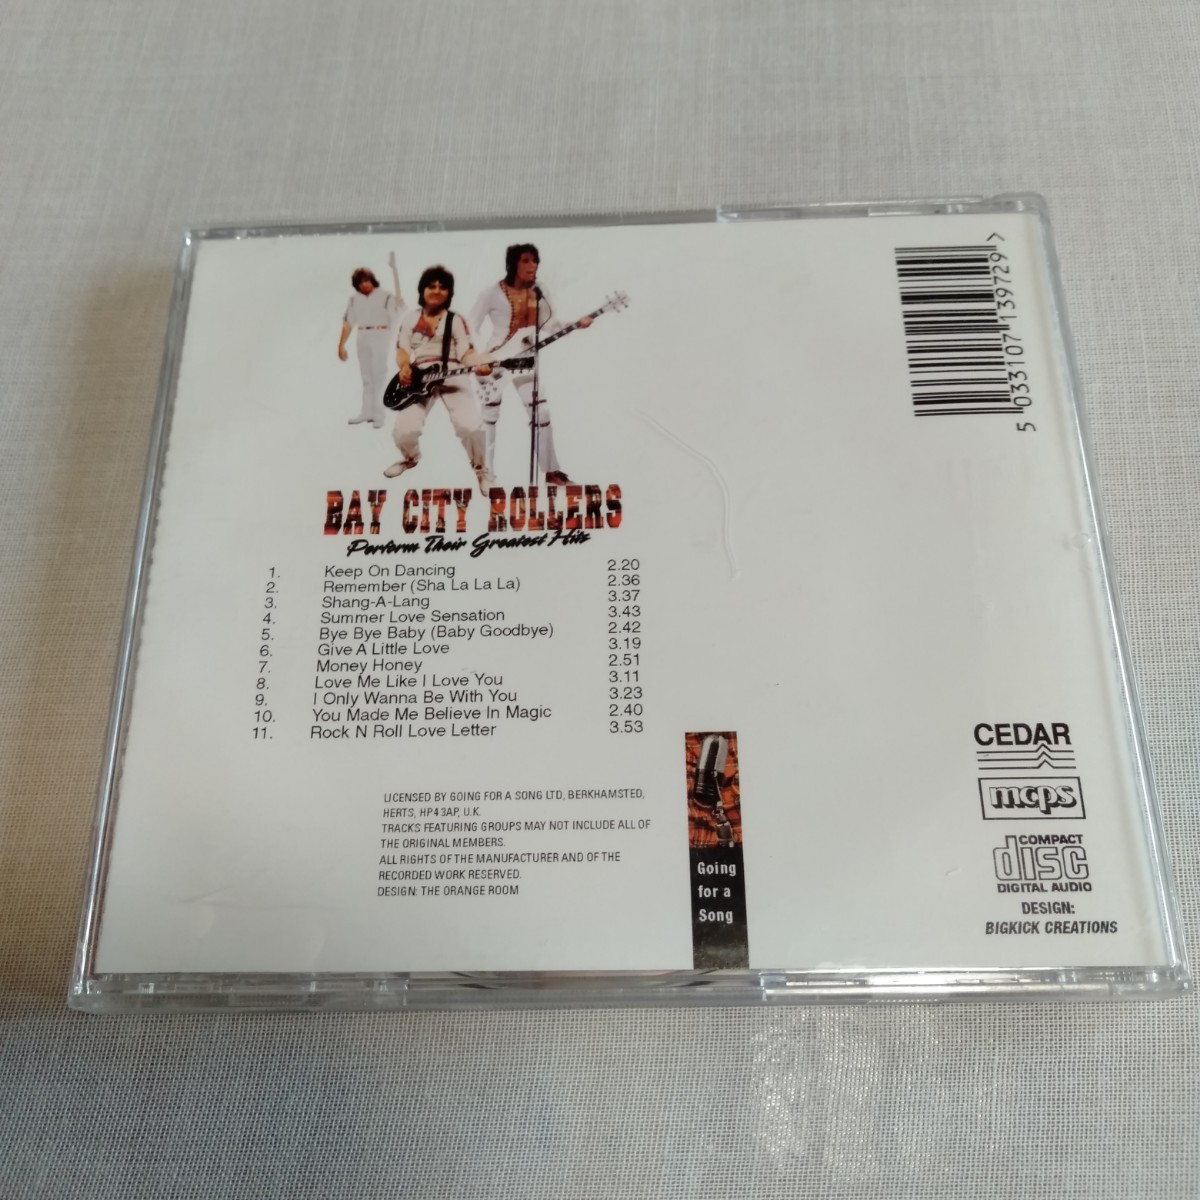 BAY CITY ROLLERS
Perform Their Greatest Hits
1. Keep On Dancing 2.20
2. Remember (Sha La La La) 2.36
3. Shang-A-Lang 3.37
4. Summer Love Sensation 3.43
5. Bye Bye Baby (Baby Goodbye) 2.42
6. Give A Little Love 3.19
7. Money Honey 2.51
8. Love Me Like I Love You 3.11
9. I Only Wanna Be With You 3.23
10. You Made Me Believe In Magic 2.40
11. Rock N Roll Love Letter 3.53
LICENSED BY GOING FOR A SONG LTD, BERKHAMSTED,
HERTS, HP4 3AP, U.K.
TRACKS FEATURING GROUPS MAY NOT INCLUDE ALL OF
THE ORIGINAL MEMBERS.
ALL RIGHTS OF THE MANUFACTURER AND OF THE
RECORDED WORK RESERVED.
DESIGN: THE ORANGE ROOM
Going
for a
Song
5 033107 139729 >
CEDAR
mcps
COMPACT
disc
DIGITAL AUDIO
DESIGN:
BIGKICK CREATIONS